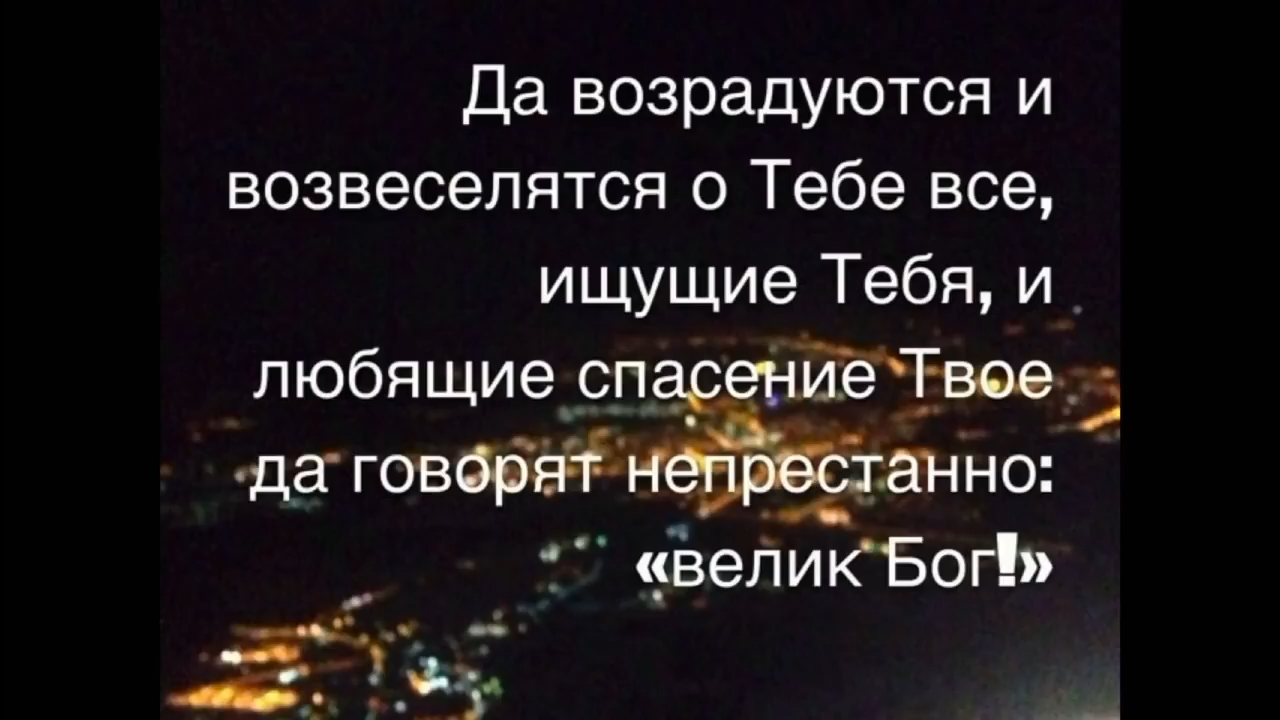 Да возрадуются и
возвеселятся о Тебе все,
ищущие Тебя, и
любящие спасение Твое
да говорят непрестанно:
«велик Бог!»